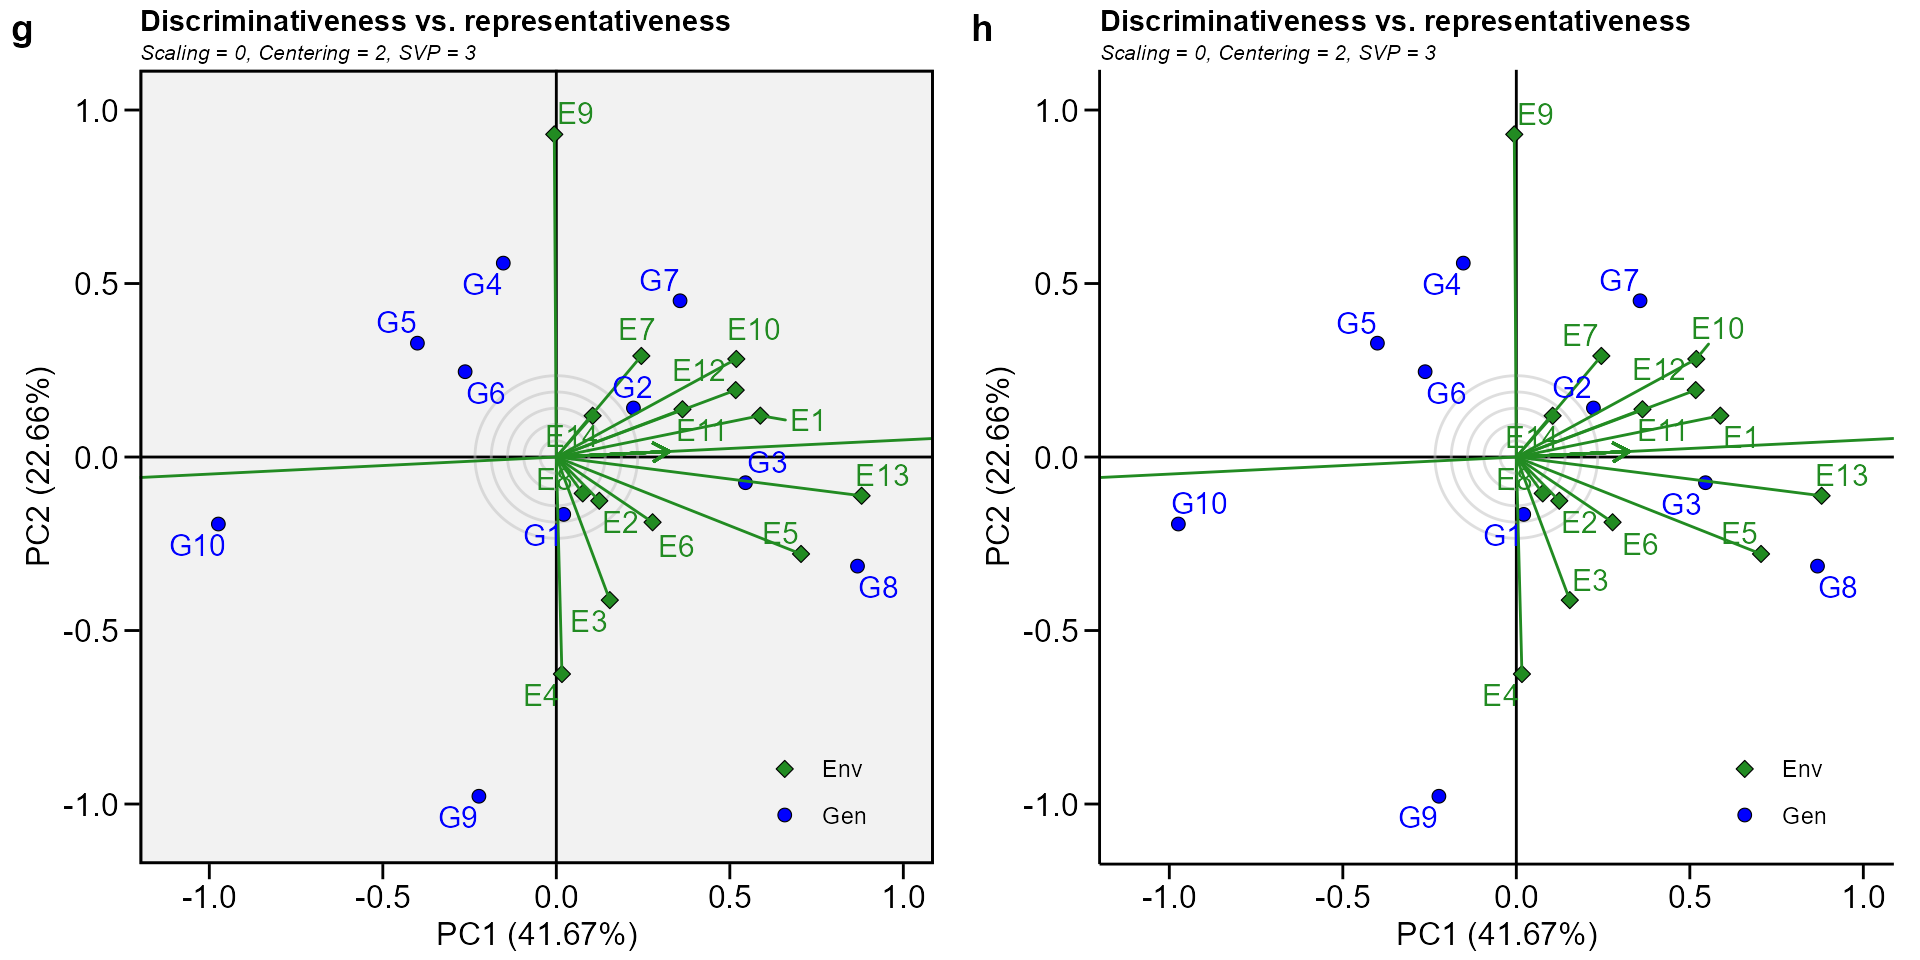 g
Discriminativeness vs. representativeness
Scaling = 0, Centering = 2, SVP = 3
1.0
0.5
0.0
-0.5
-1.0
PC2 (22.66%)
E9
G4
G7
G5
E7
E10
G6
G2
E12
E14
E11
E1
G3
E13
G10
G1
E2
E6
E5
G8
E3
E4
G9
Env
Gen
-1.0
-0.5
0.0
0.5
1.0
PC1 (41.67%)
h
Discriminativeness vs. representativeness
Scaling = 0, Centering = 2, SVP = 3
1.0
0.5
0.0
-0.5
-1.0
PC2 (22.66%)
E9
G4
G7
G5
E7
E10
G6
G2
E12
E14
E11
E1
G3
E13
G10
G1
E2
E6
E5
G8
E3
E4
G9
Env
Gen
-1.0
-0.5
0.0
0.5
1.0
PC1 (41.67%)